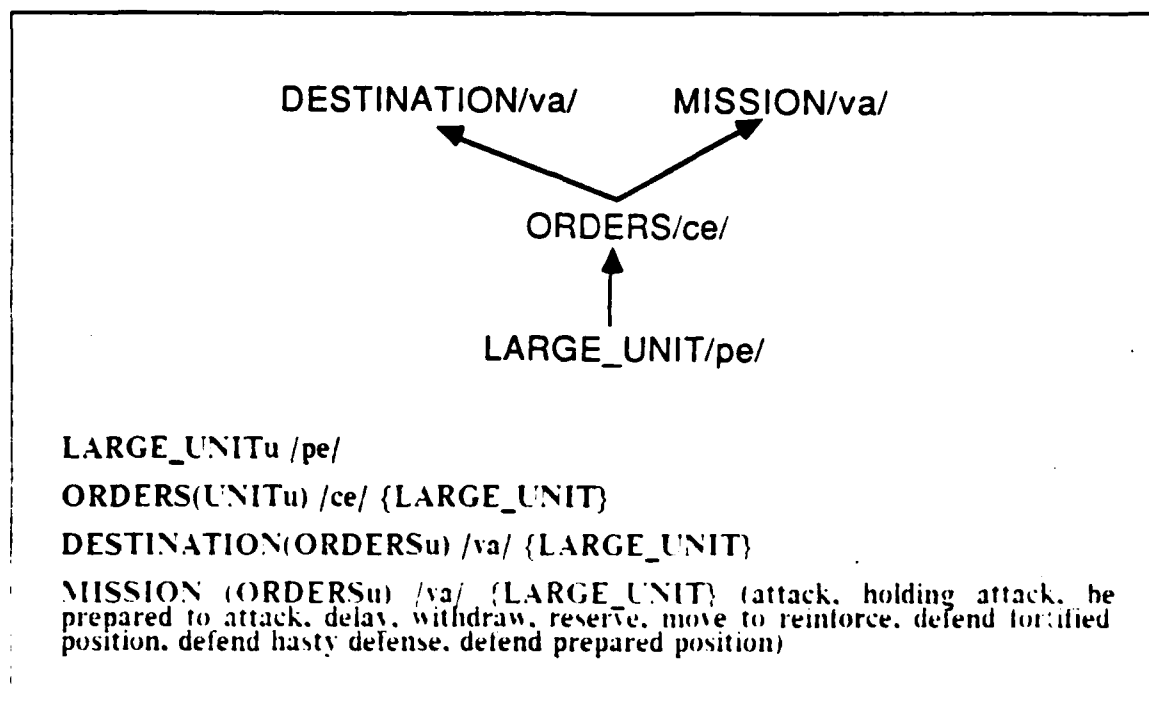 DESTINATION/va/ MISSION/va/
ORDERS/ce/
LARGE_UNIT/pe/
LARGE_UNITu /pe/
ORDERS(UNITu) /ce/ {LARGE_UNIT}
DESTINATION(ORDERSu) /va/ {LARGE_UNIT}
MISSION (ORDERSu) /va/ {LARGE_UNIT} (attack, holding attack, be
prepared to attack, delay, withdraw, reserve, move to reinforce, defend fortified
position, defend hasty defense, defend prepared position)